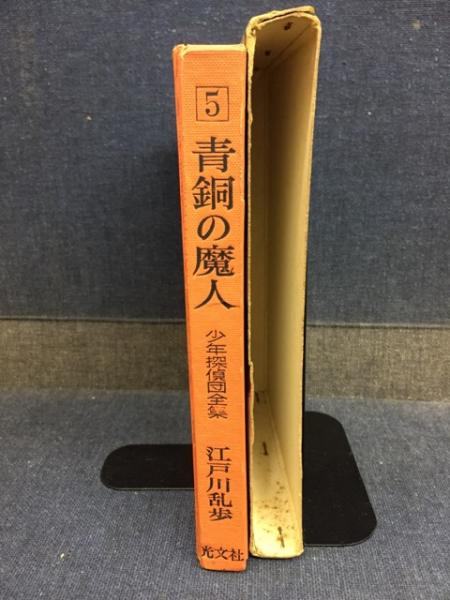 5
青銅の魔人
少年探偵団全集
江戸川乱歩
光文社